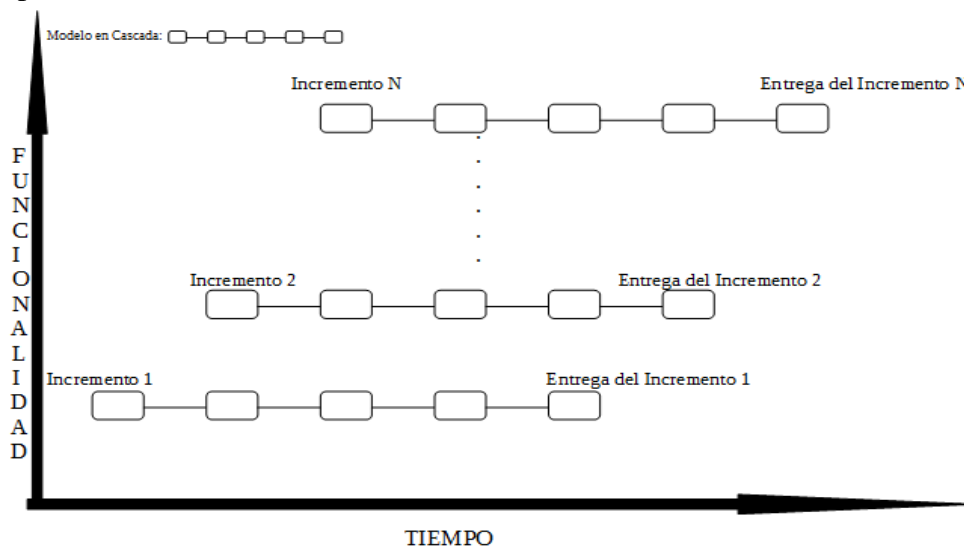 Modelo en Cascada:
Incremento N
Entrega del Incremento N
FUNCIONALIDAD
Incremento 2
Entrega del Incremento 2
Incremento 1
Entrega del Incremento 1
TIEMPO